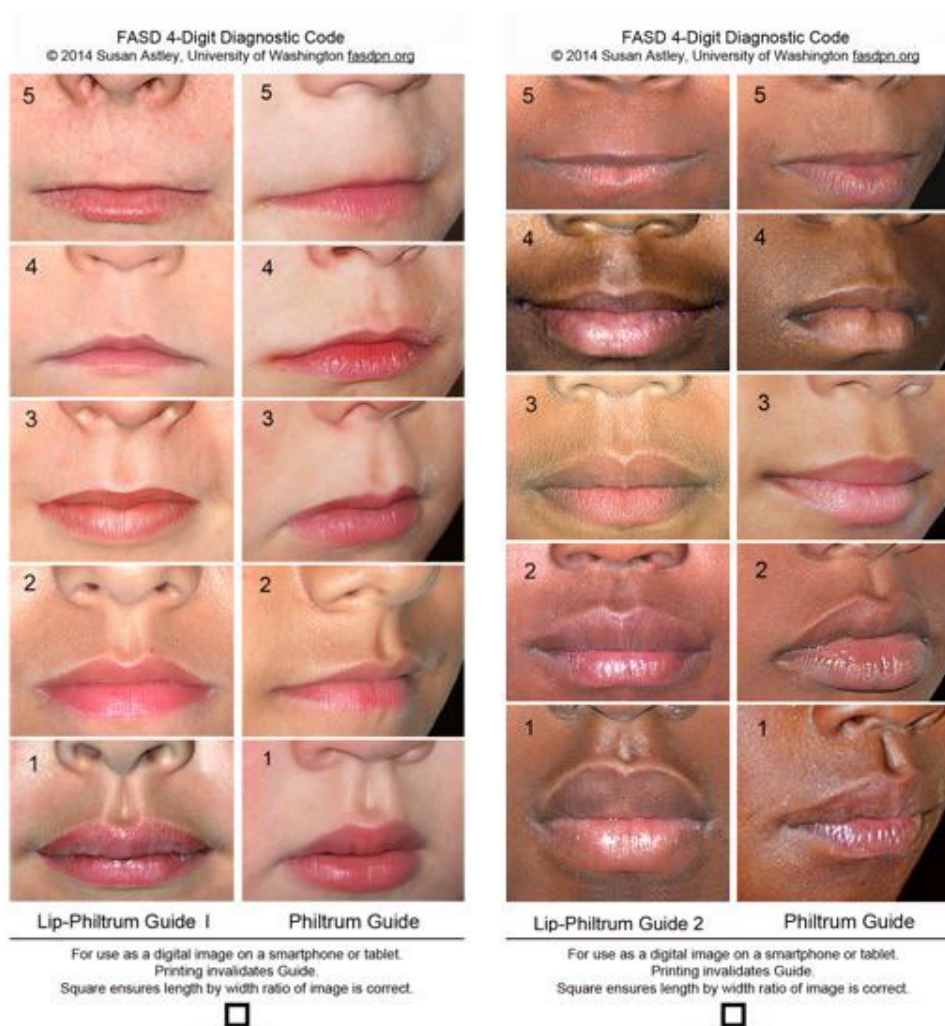 FASD 4-Digit Diagnostic Code
© 2014 Susan Astley, University of Washington fasdpn.org
5 5
4 4
3 3
2 2
1 1
Lip-Philtrum Guide I Philtrum Guide
For use as a digital image on a smartphone or tablet.
Printing invalidates Guide.
Square ensures length by width ratio of image is correct.
FASD 4-Digit Diagnostic Code
© 2014 Susan Astley, University of Washington fasdpn.org
5 5
4 4
3 3
2 2
1 1
Lip-Philtrum Guide 2 Philtrum Guide
For use as a digital image on a smartphone or tablet.
Printing invalidates Guide.
Square ensures length by width ratio of image is correct.